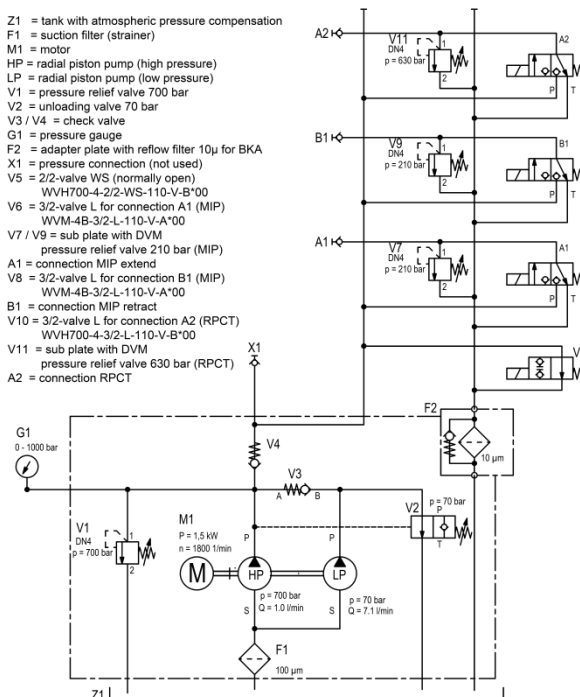 Z1 = tank with atmospheric pressure compensation
F1 = suction filter (strainer)
M1 = motor
HP = radial piston pump (high pressure)
LP = radial piston pump (low pressure)
V1 = pressure relief valve 700 bar
V2 = unloading valve 70 bar
V3 / V4 = check valve
G1 = pressure gauge
F2 = adapter plate with reflow filter 10µ for BKA
X1 = pressure connection (not used)
V5 = 2/2-valve WS (normally open)
WVH700-4-2/2-WS-110-V-B*00
V6 = 3/2-valve L for connection A1 (MIP)
WVM-4B-3/2-L-110-V-A*00
V7 / V9 = sub plate with DVM
pressure relief valve 210 bar (MIP)
A1 = connection MIP extend
V8 = 3/2-valve L for connection B1 (MIP)
WVM-4B-3/2-L-110-V-A*00
B1 = connection MIP retract
V10 = 3/2-valve L for connection A2 (RPCT)
WVH700-4-3/2-L-110-V-B*00
V11 = sub plate with DVM
pressure relief valve 630 bar (RPCT)
A2 = connection RPCT
A2
V11
DN4
p = 630 bar
1
2
A2
P
T
B1
V9
DN4
p = 210 bar
1
2
B1
P
T
A1
V7
DN4
p = 210 bar
1
2
A1
P
T
V
X1
F2
10 µm
G1
0 - 1000 bar
V4
V3
A
B
V2
p = 70 bar
P
T
V1
DN4
p = 700 bar
1
2
M1
P = 1,5 kW
n = 1800 1/min
M
P
HP
P
LP
p = 700 bar
Q = 1.0 l/min
p = 70 bar
Q = 7.1 l/min
S
S
F1
100 µm
Z1